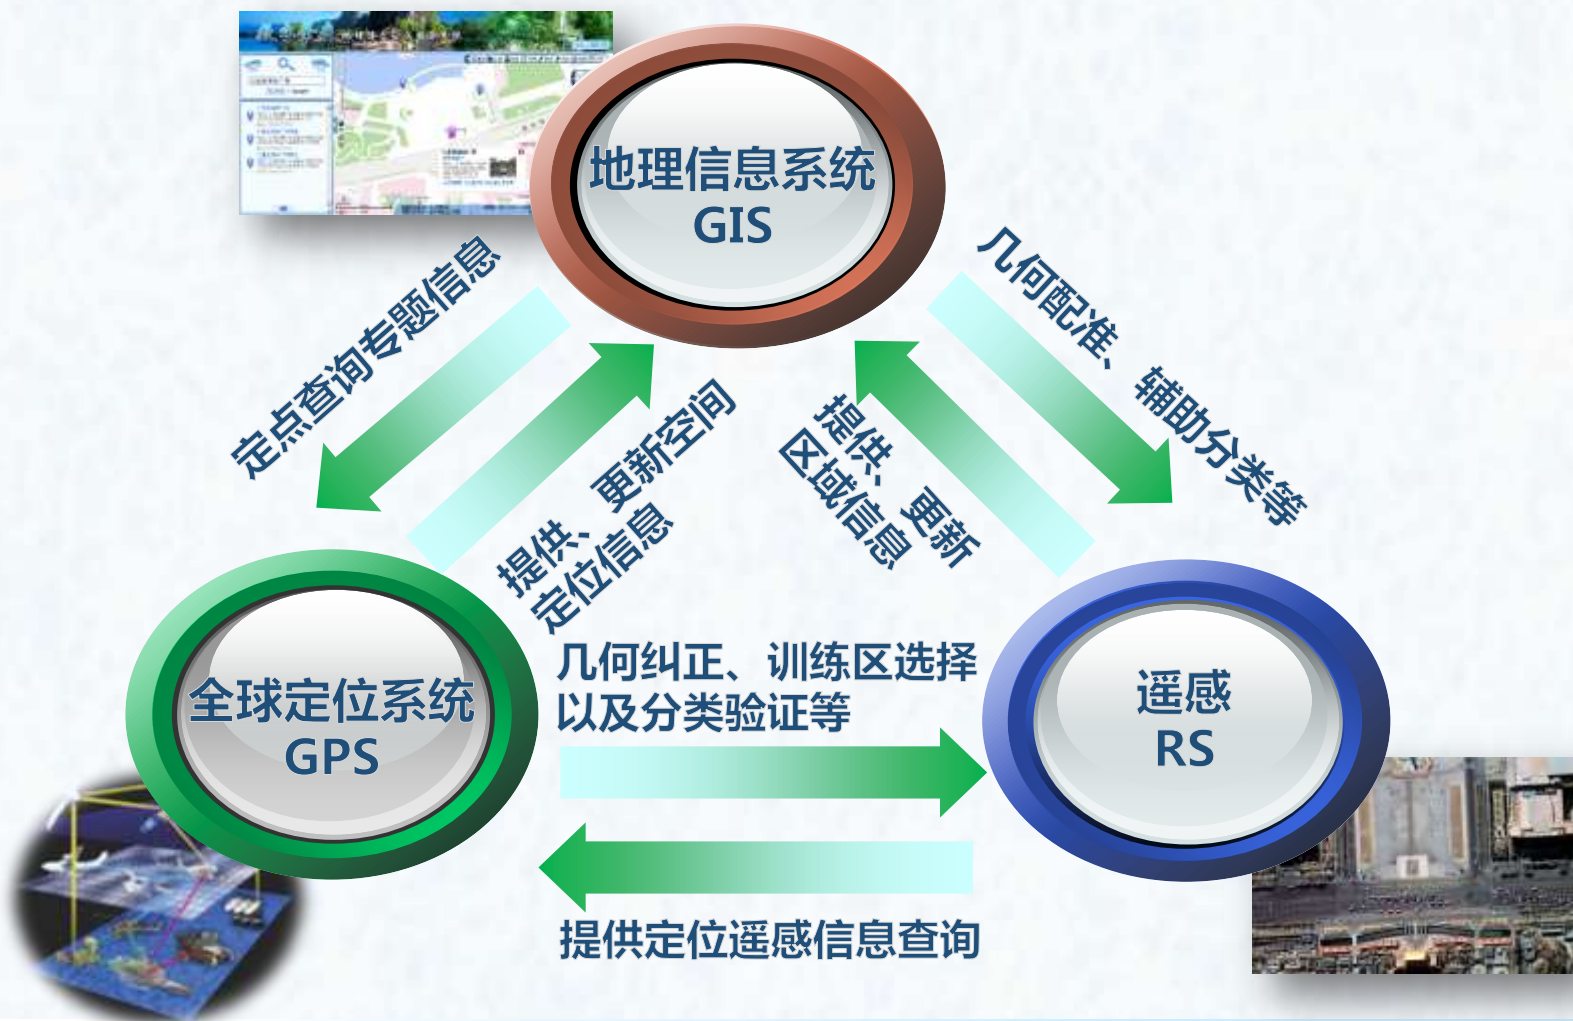 地理信息系统
GIS
定点查询专题信息
提供、更新空间
定位信息
几何配准、辅助分类等
提供、更新
区域信息
全球定位系统
GPS
几何纠正、训练区选择
以及分类验证等
遥感
RS
提供定位遥感信息查询